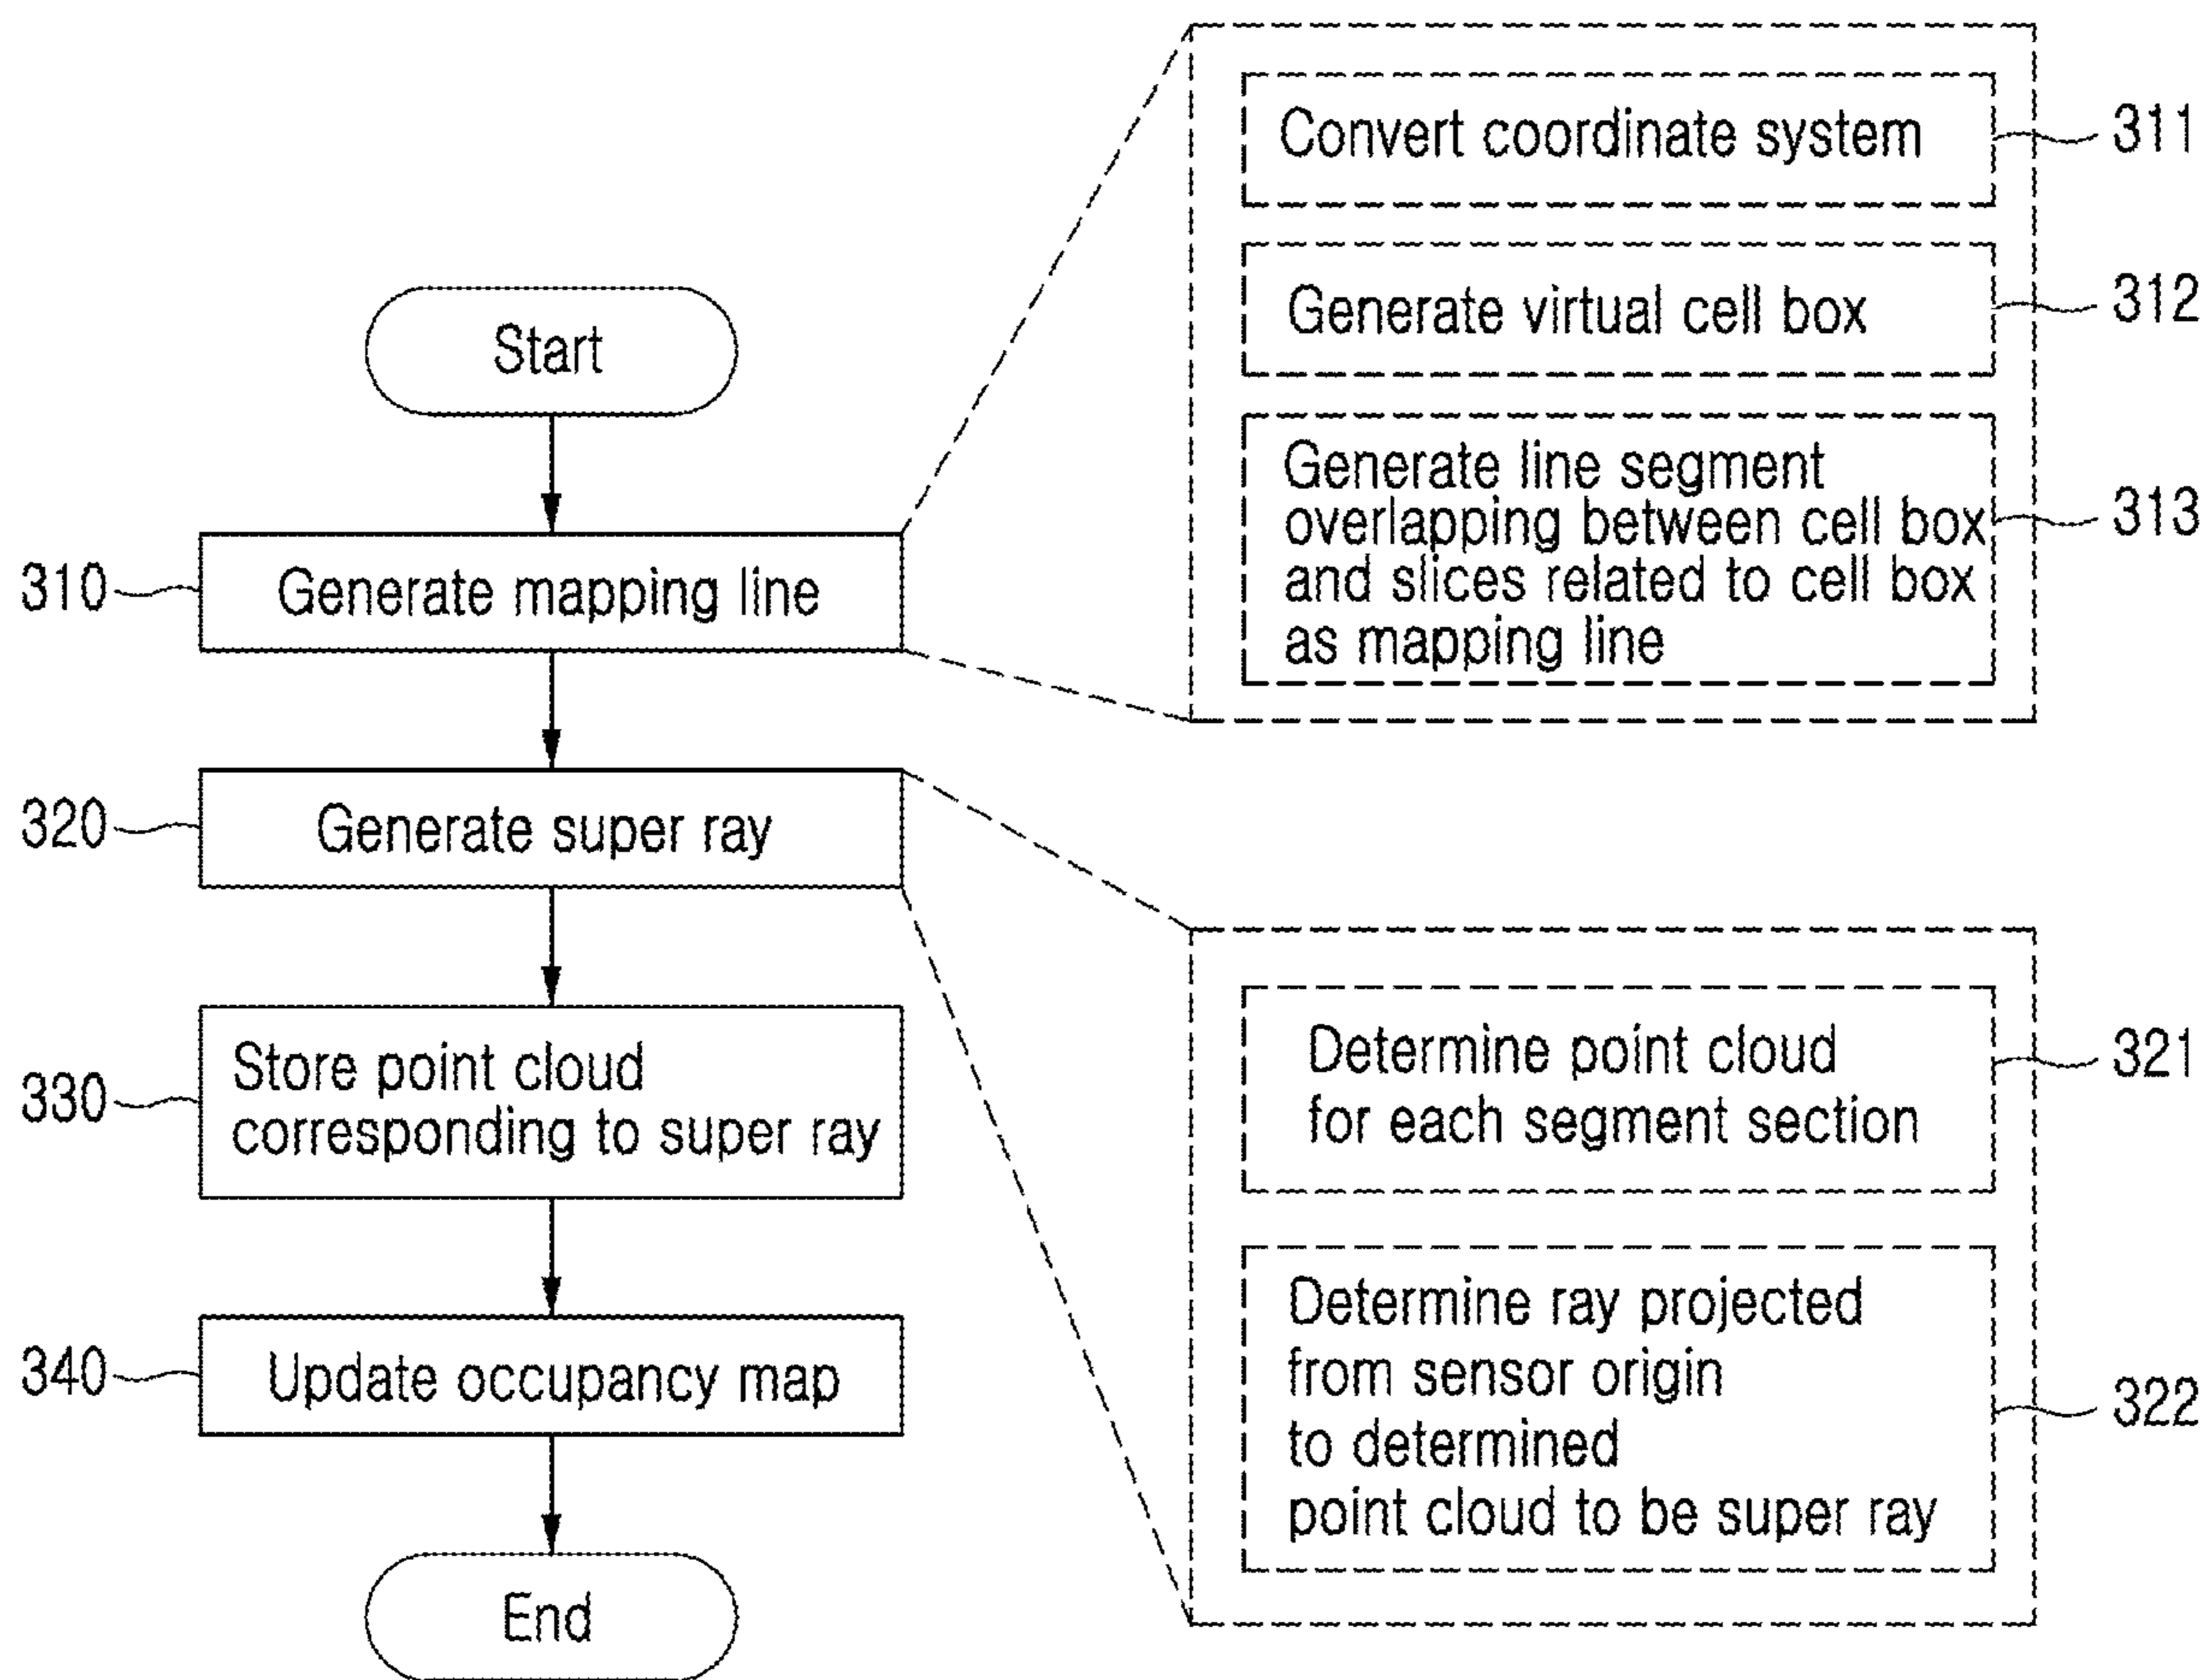 Start
310
Generate mapping line
320
Generate super ray
330
Store point cloud
corresponding to super ray
340
Update occupancy map
End
Convert coordinate system
311
Generate virtual cell box
312
Generate line segment
overlapping between cell box
and slices related to cell box
as mapping line
313
Determine point cloud
for each segment section
321
Determine ray projected
from sensor origin
to determined
point cloud to be super ray
322